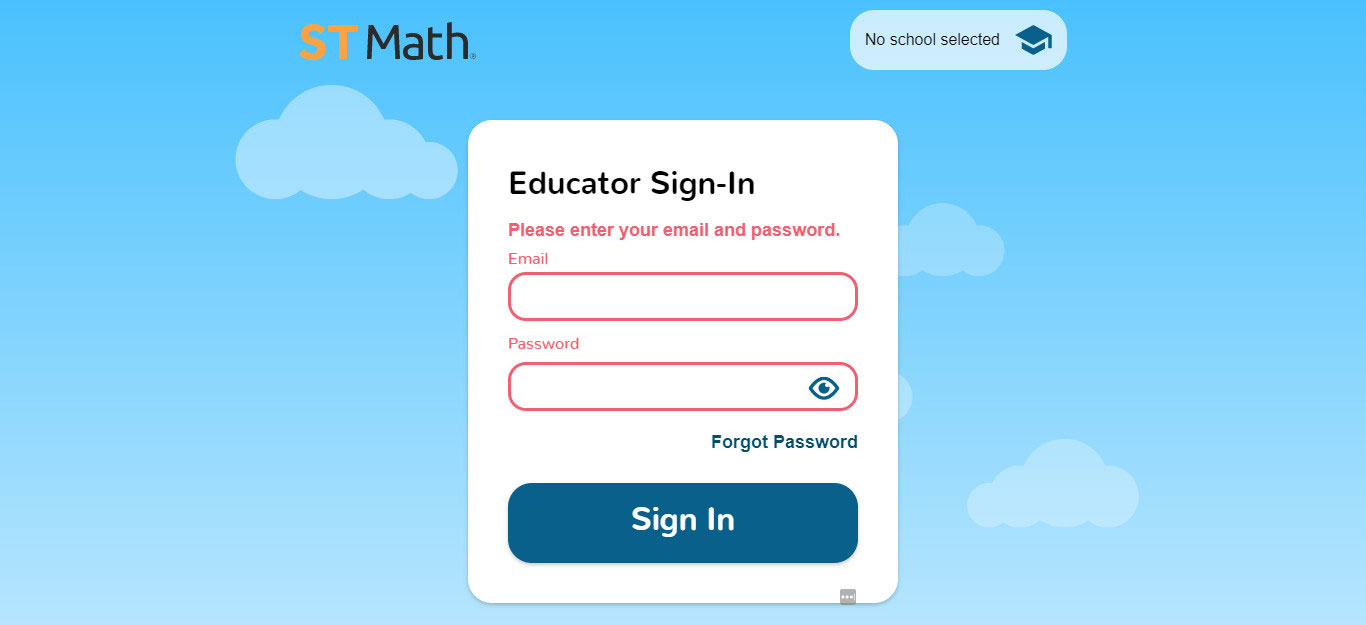 ST Math®
No school selected
Educator Sign-In
Please enter your email and password.
Email
Password
Forgot Password
Sign In